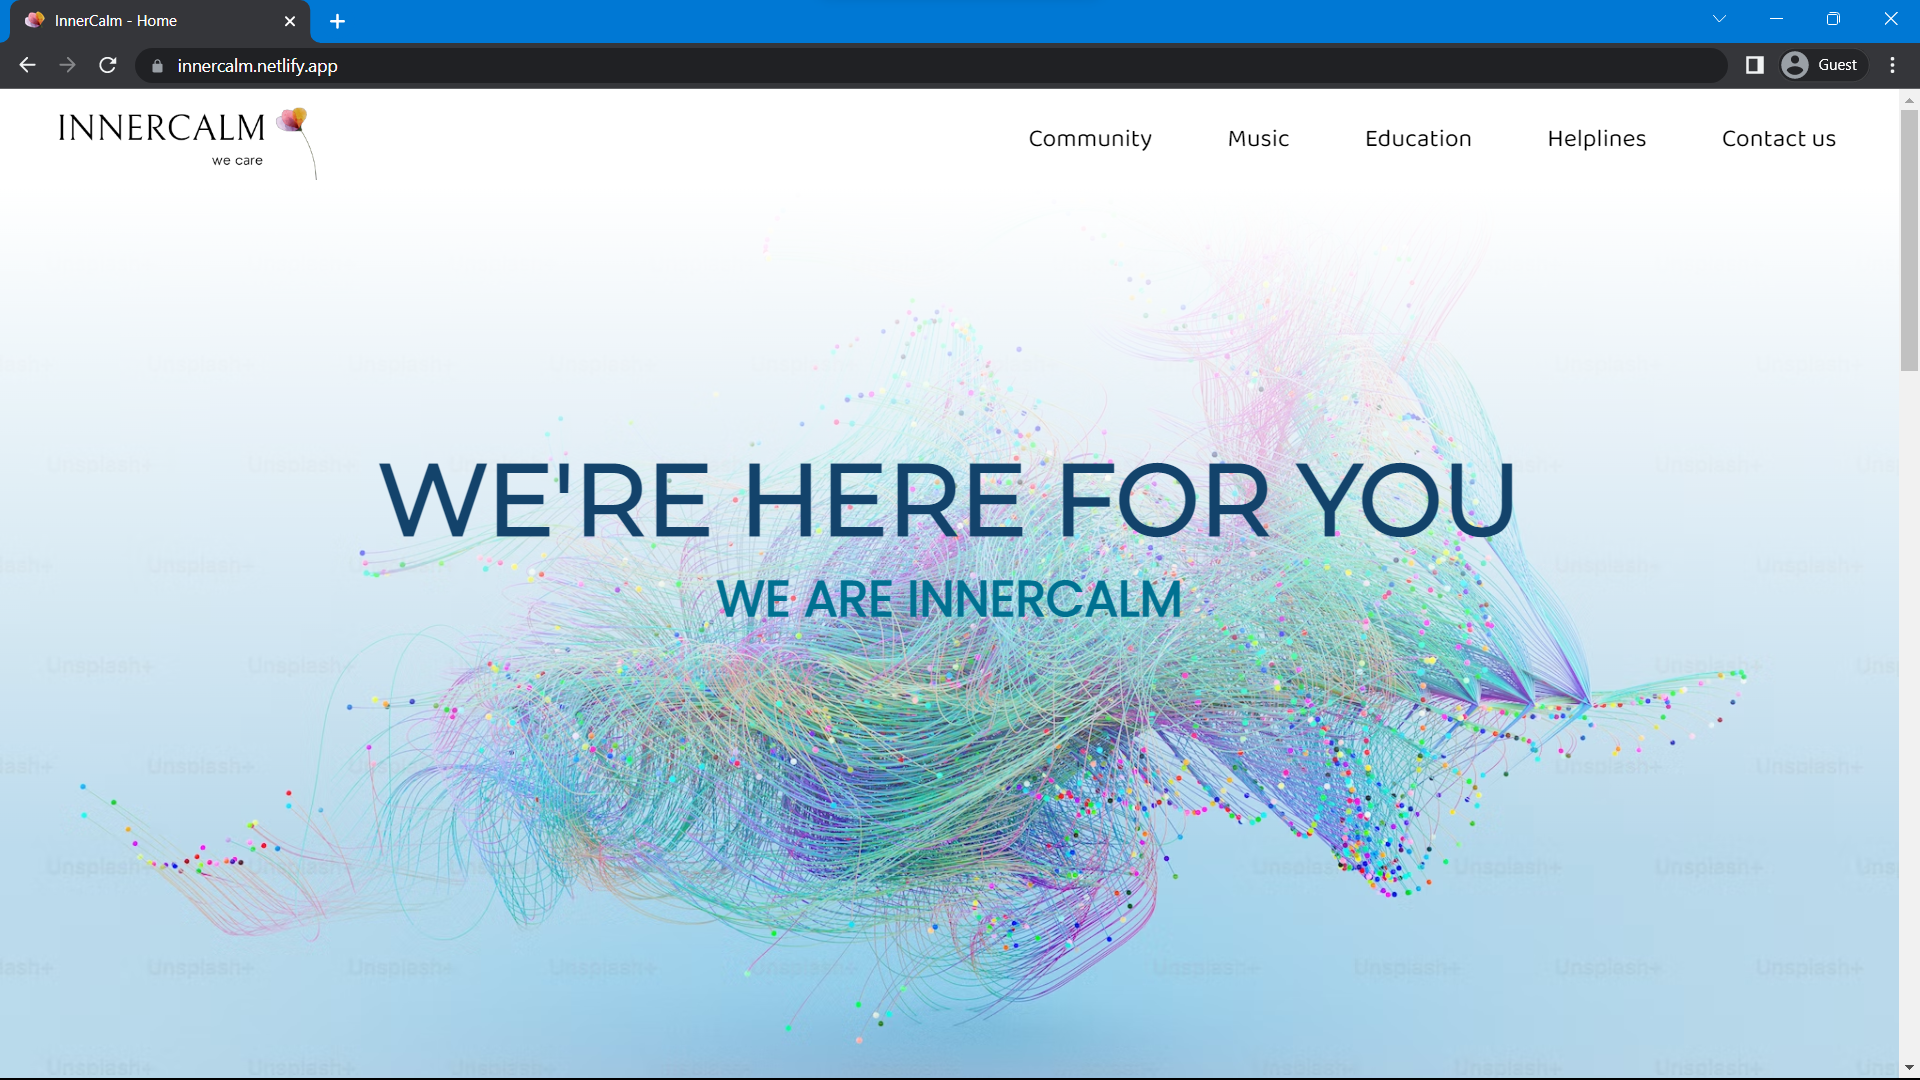 InnerCalm - Home
innercalm.netlify.app
Guest
INNERCALM
we care
Community
Music
Education
Helplines
Contact us
WE'RE HERE FOR YOU
WE ARE INNERCALM
Unsplash+